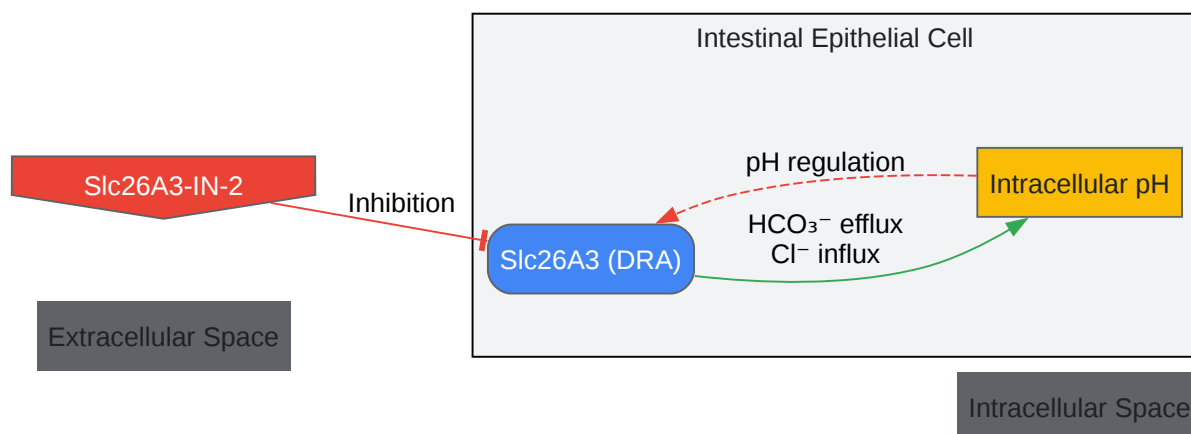 Intestinal Epithelial Cell
Slc26A3-IN-2
Inhibition
pH regulation
Intracellular pH
HCO₃⁻ efflux
Cl⁻ influx
Slc26A3 (DRA)
Extracellular Space
Intracellular Space